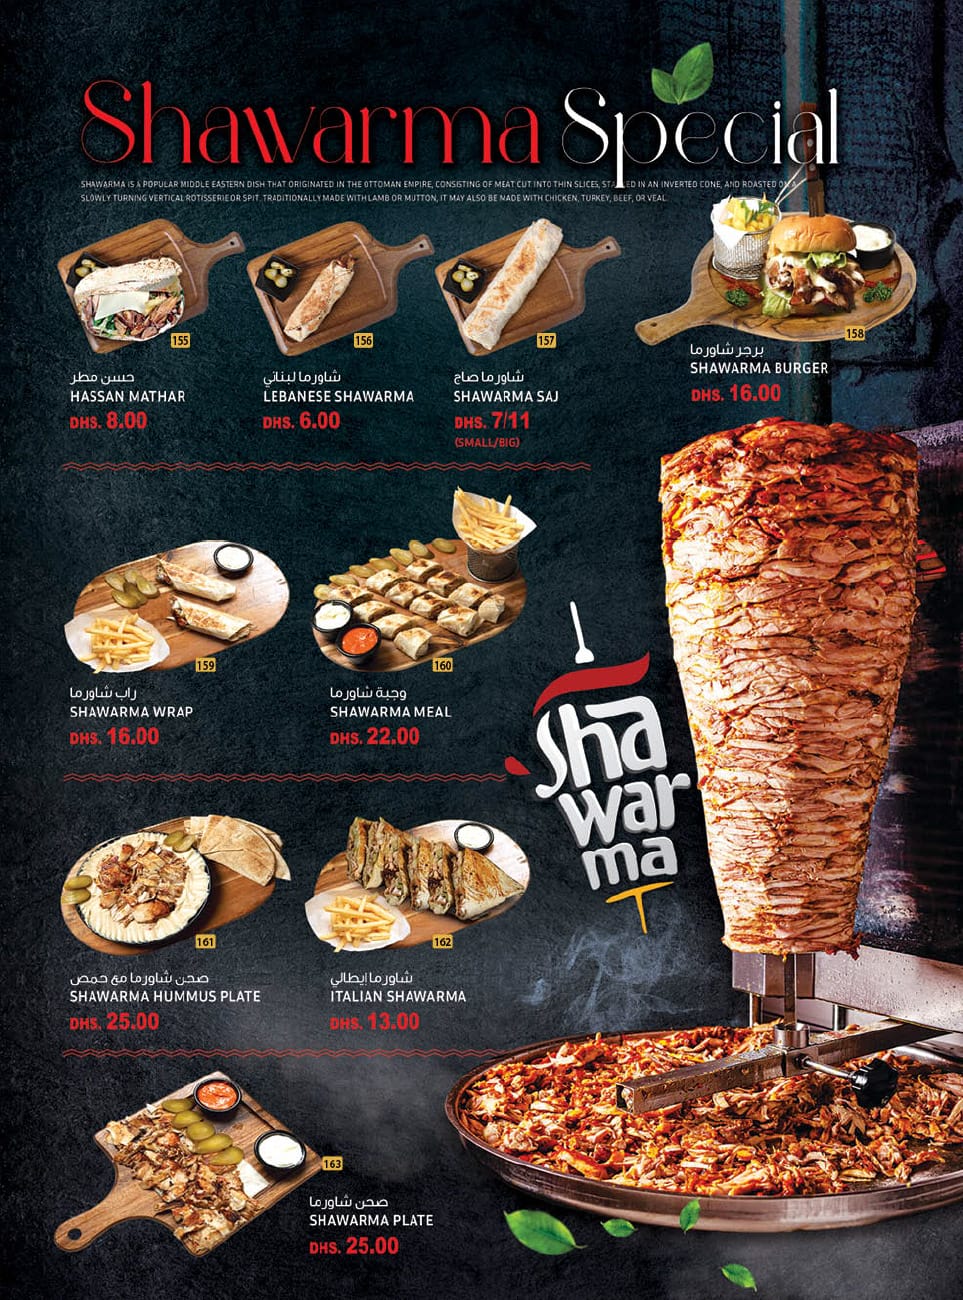 Shawarma Special
SHAWARMA IS A POPULAR MIDDLE EASTERN DISH THAT ORIGINATED IN THE OTTOMAN EMPIRE, CONSISTING OF MEAT CUT INTO THIN SLICES, STACKED IN AN INVERTED CONE, AND ROASTED ON A
SLOWLY TURNING VERTICAL ROTISSERIE OR SPIT. TRADITIONALLY MADE WITH LAMB OR MUTTON, IT MAY ALSO BE MADE WITH CHICKEN, TURKEY, BEEF, OR VEAL.
155
حسن مطر
HASSAN MATHAR
DHS. 8.00
156
شاورما لبناني
LEBANESE SHAWARMA
DHS. 6.00
157
شاورما صاج
SHAWARMA SAJ
DHS. 7/11
(SMALL/BIG)
158
برجر شاورما
SHAWARMA BURGER
DHS. 16.00
159
راب شاورما
SHAWARMA WRAP
DHS. 16.00
160
وجبة شاورما
SHAWARMA MEAL
DHS. 22.00
Sha
war
ma
161
صحن شاورما مع حمص
SHAWARMA HUMMUS PLATE
DHS. 25.00
162
شاورما إيطالي
ITALIAN SHAWARMA
DHS. 13.00
163
صحن شاورما
SHAWARMA PLATE
DHS. 25.00